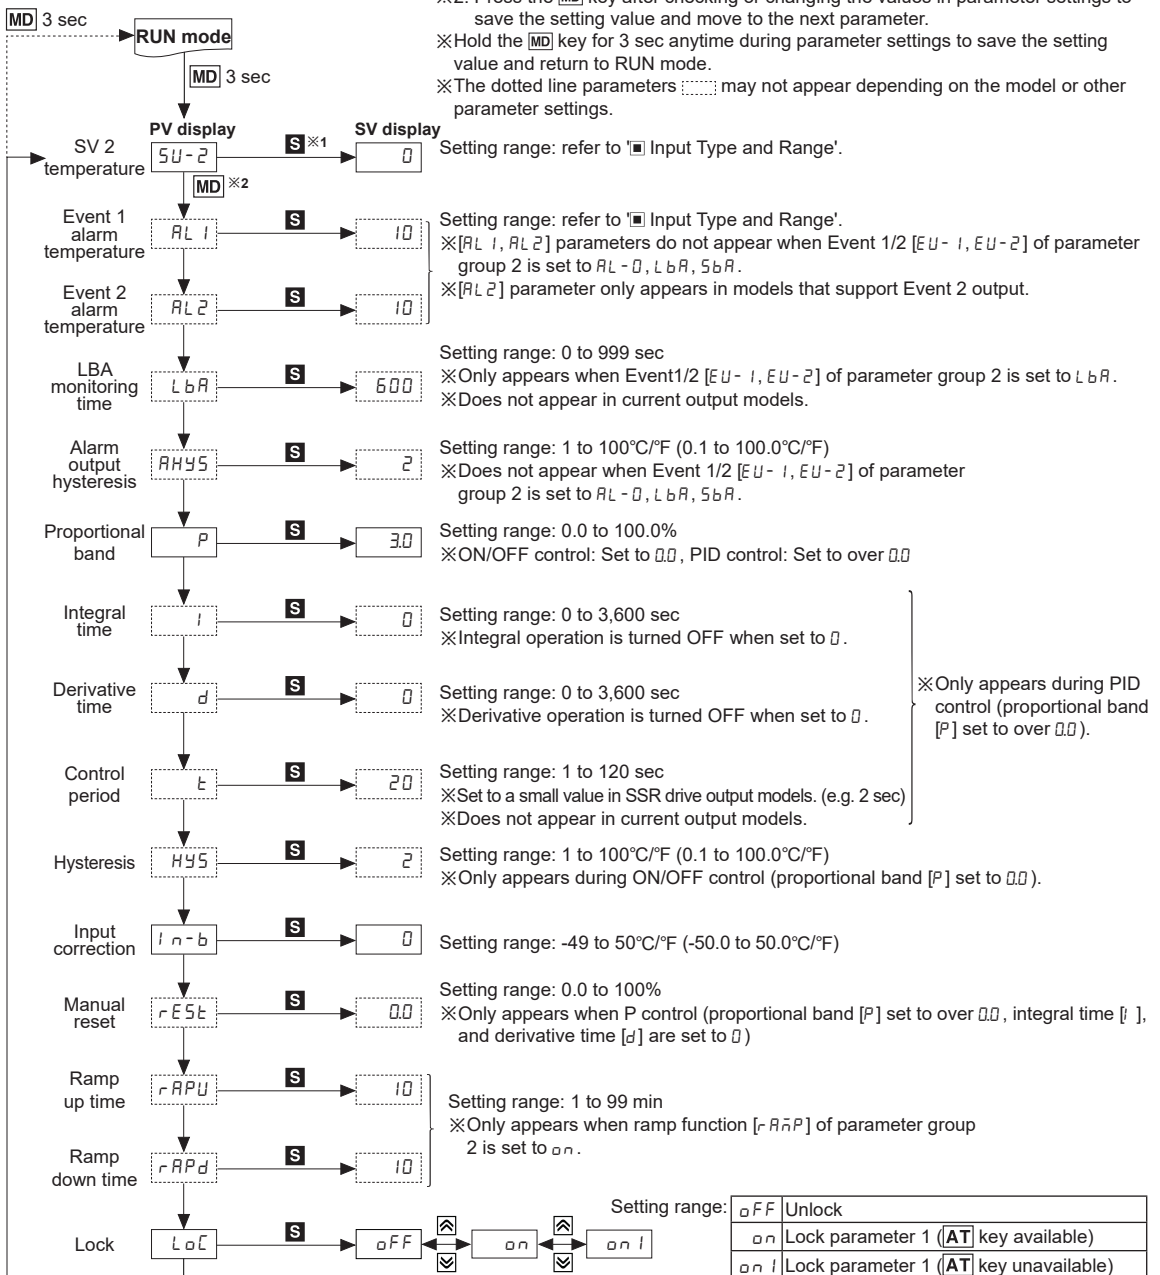 ※2: Press the MD key after checking or changing the values in parameter settings to
save the setting value and move to the next parameter.
※Hold the MD key for 3 sec anytime during parameter settings to save the setting
value and return to RUN mode.
※The dotted line parameters may not appear depending on the model or other
parameter settings.
MD 3 sec
RUN mode
MD 3 sec
PV display
SV display
SV 2
temperature
SU-2
S ※1
0
Setting range: refer to '▣ Input Type and Range'.
MD ※2
Event 1
alarm
temperature
AL1
S
10
Setting range: refer to '▣ Input Type and Range'.
※[AL1, AL2] parameters do not appear when Event 1/2 [EU-1, EU-2] of parameter
group 2 is set to AL-0, LbA, SbA.
※[AL2] parameter only appears in models that support Event 2 output.
Event 2
alarm
temperature
AL2
S
10
LBA
monitoring
time
LbA
S
600
Setting range: 0 to 999 sec
※Only appears when Event1/2 [EU-1, EU-2] of parameter group 2 is set to LbA.
※Does not appear in current output models.
Alarm
output
hysteresis
AHYS
S
2
Setting range: 1 to 100℃/℉ (0.1 to 100.0℃/℉)
※Does not appear when Event 1/2 [EU-1, EU-2] of parameter
group 2 is set to AL-0, LbA, SbA.
Proportional
band
P
S
3.0
Setting range: 0.0 to 100.0%
※ON/OFF control: Set to 0.0, PID control: Set to over 0.0
Integral
time
I
S
0
Setting range: 0 to 3,600 sec
※Integral operation is turned OFF when set to 0.
Derivative
time
d
S
0
Setting range: 0 to 3,600 sec
※Derivative operation is turned OFF when set to 0.
※Only appears during PID
control (proportional band
[P] set to over 0.0).
Control
period
t
S
20
Setting range: 1 to 120 sec
※Set to a small value in SSR drive output models. (e.g. 2 sec)
※Does not appear in current output models.
Hysteresis
HYS
S
2
Setting range: 1 to 100℃/℉ (0.1 to 100.0℃/℉)
※Only appears during ON/OFF control (proportional band [P] set to 0.0).
Input
correction
In-b
S
0
Setting range: -49 to 50℃/℉ (-50.0 to 50.0℃/℉)
Manual
reset
rESt
S
0.0
Setting range: 0.0 to 100%
※Only appears when P control (proportional band [P] set to over 0.0, integral time [I],
and derivative time [d] are set to 0)
Ramp
up time
rAPU
S
10
Setting range: 1 to 99 min
※Only appears when ramp function [rAmP] of parameter group
2 is set to on.
Ramp
down time
rAPd
S
10
Lock
LoC
S
oFF
on
on1
Setting range:
oFF Unlock
on Lock parameter 1 (AT key available)
on1 Lock parameter 1 (AT key unavailable)